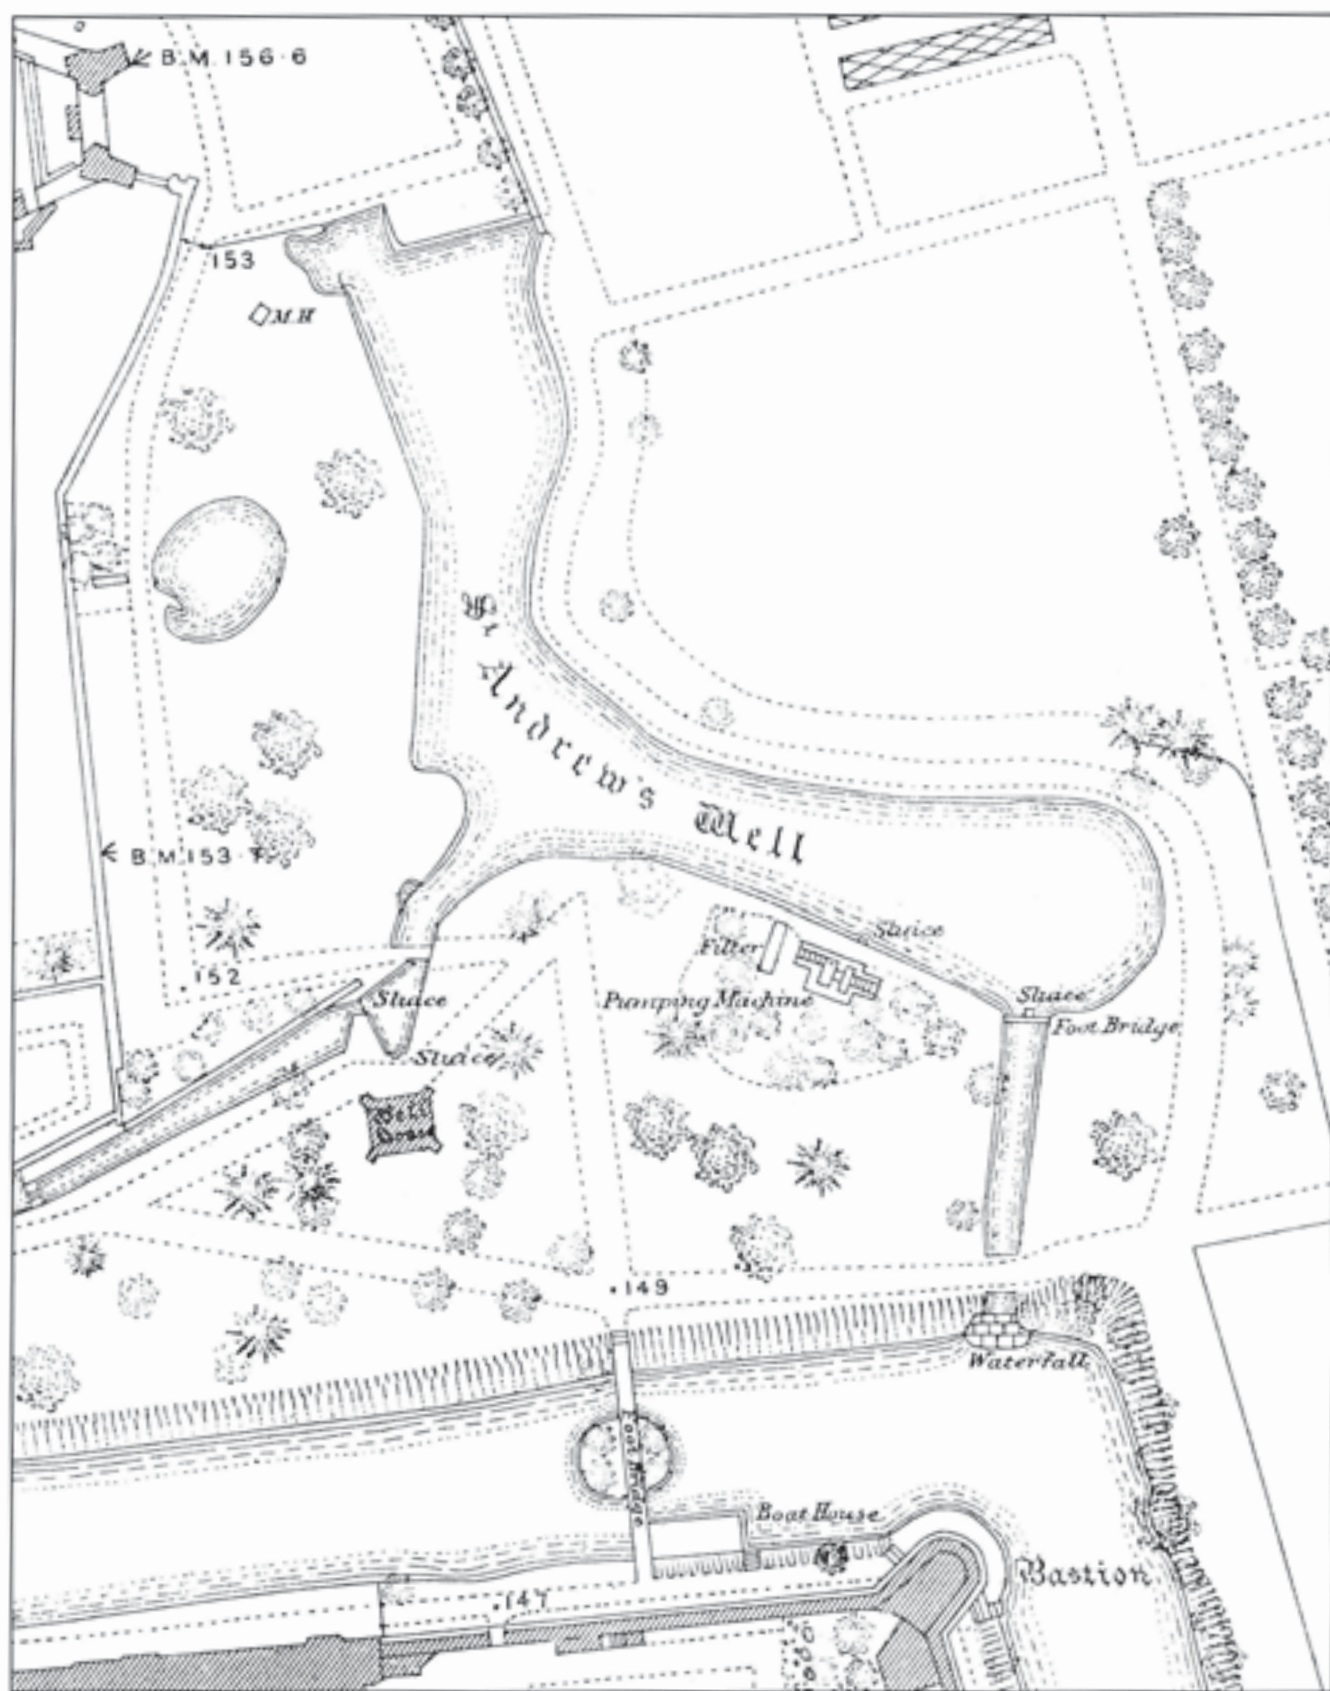 B.M. 156·6
153
M.H
St Andrew's Well
B.M. 153·7
Sluice
Filter
152
Sluice
Pumping Machine
Sluice
Foot Bridge
Sluice
Well House
149
Waterfall
Foot Bridge
Boat House
Bastion
147